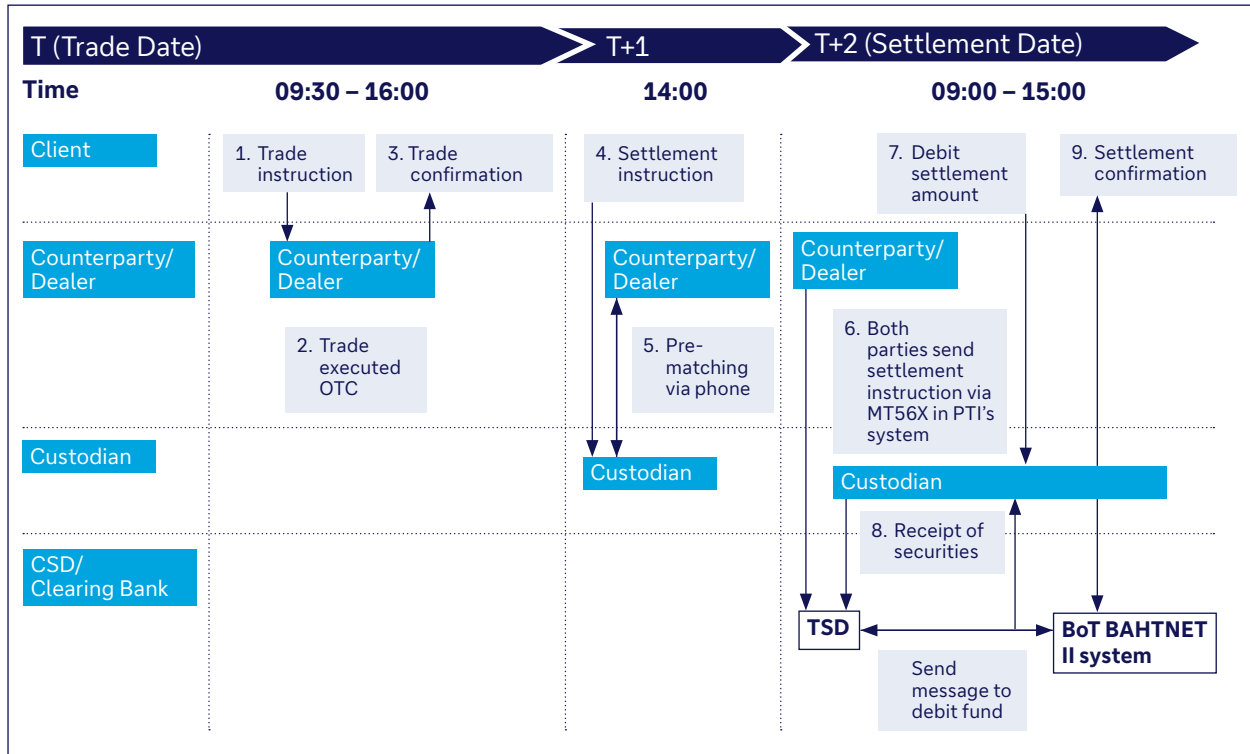 T (Trade Date)
T+1
T+2 (Settlement Date)
Time
09:30 – 16:00
14:00
09:00 – 15:00
Client
1. Trade
instruction
3. Trade
confirmation
4. Settlement
instruction
7. Debit
settlement
amount
9. Settlement
confirmation
Counterparty/
Dealer
Counterparty/
Dealer
Counterparty/
Dealer
Counterparty/
Dealer
2. Trade
executed
OTC
5. Pre-
matching
via phone
6. Both
parties send
settlement
instruction via
MT56X in PTI's
system
Custodian
Custodian
Custodian
8. Receipt of
securities
CSD/
Clearing Bank
TSD
BoT BAHTNET
II system
Send
message to
debit fund